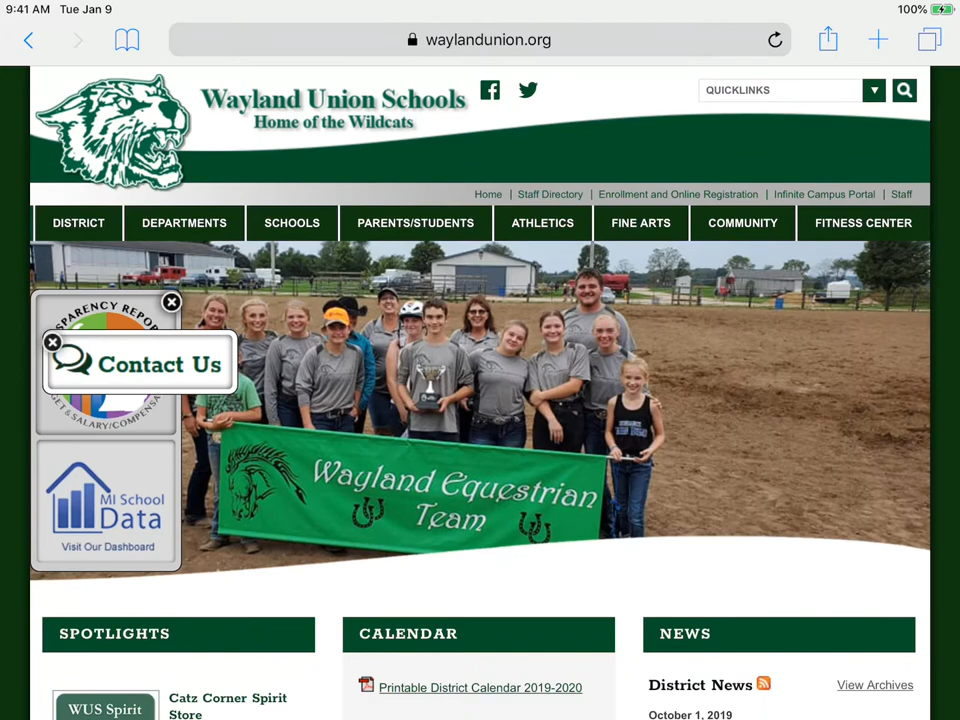 9:41 AM Tue Jan 9
100%
waylandunion.org
Wayland Union Schools
Home of the Wildcats
QUICKLINKS
Home | Staff Directory | Enrollment and Online Registration | Infinite Campus Portal | Staff
DISTRICT
DEPARTMENTS
SCHOOLS
PARENTS/STUDENTS
ATHLETICS
FINE ARTS
COMMUNITY
FITNESS CENTER
Contact Us
MI School
Data
Visit Our Dashboard
Wayland Equestrian
Team
SPOTLIGHTS
WUS Spirit
Catz Corner Spirit
Store
CALENDAR
Printable District Calendar 2019-2020
NEWS
District News
View Archives
October 1, 2019